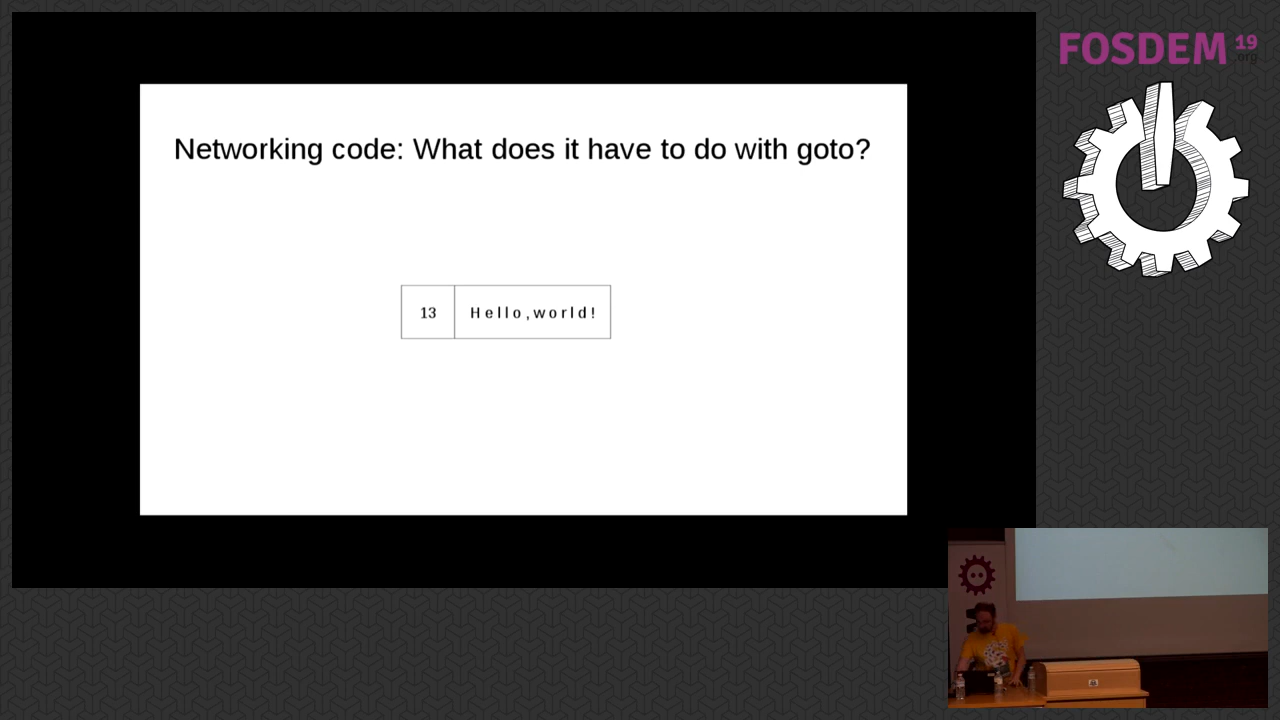 FOSDEM 19
.org
Networking code: What does it have to do with goto?
13 Hello,world!